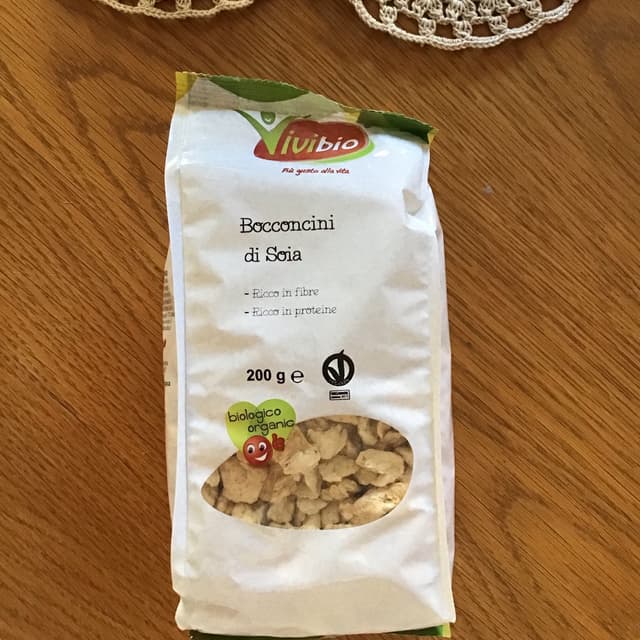 Vivibio
Più gusto alla vita
Bocconcini
di Soia
- Ricco in fibre
- Ricco in proteine
200 g ℮
biologico
organic